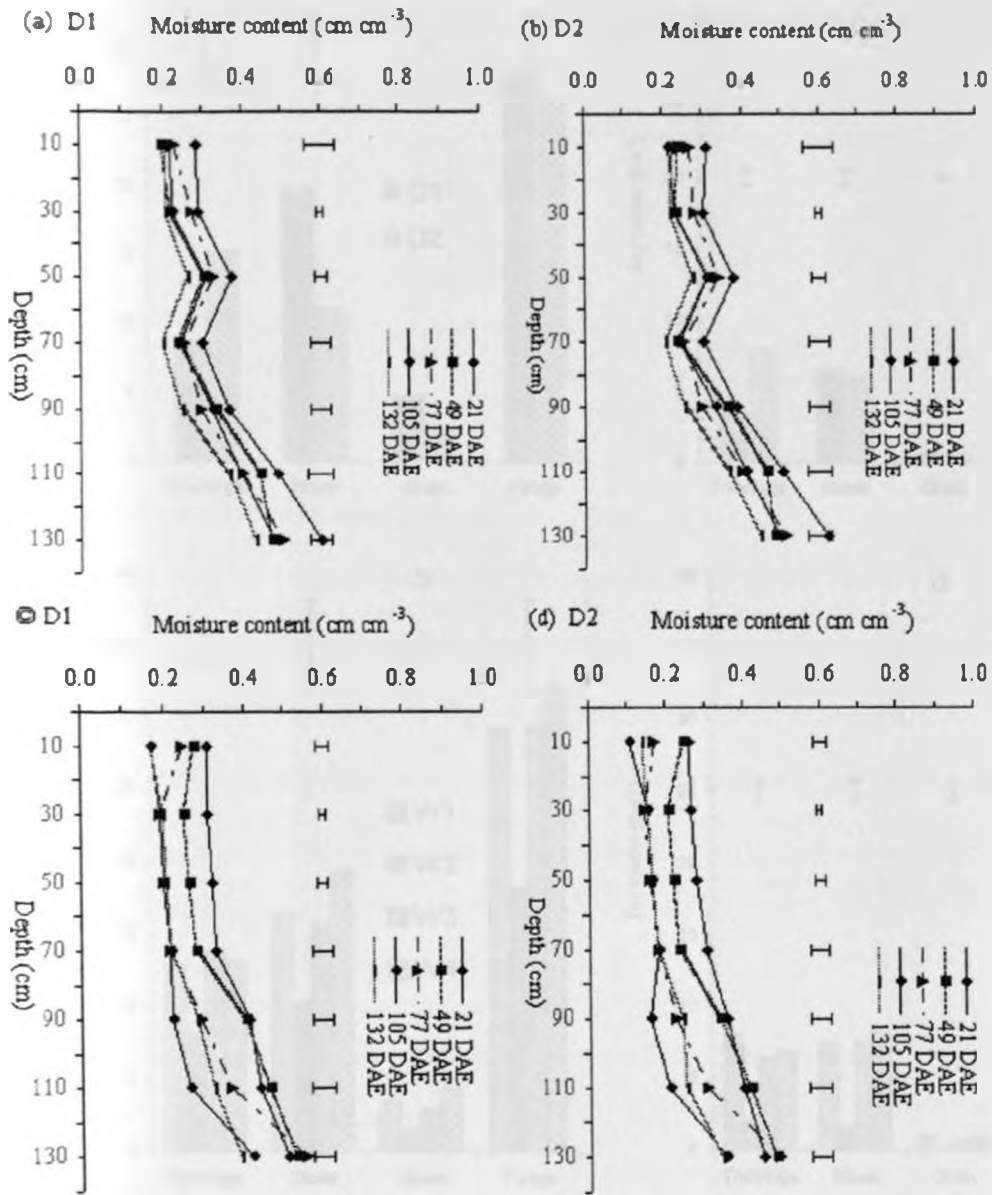 (a) D1 Moisture content (cm cm-3)
0.0 0.2 0.4 0.6 0.8 1.0
10
30
50
70
90
110
130
Depth (cm)
132 DAE
105 DAE
77 DAE
49 DAE
21 DAE
(b) D2 Moisture content (cm cm-3)
0.0 0.2 0.4 0.6 0.8 1.0
10
30
50
70
90
110
130
Depth (cm)
132 DAE
105 DAE
77 DAE
49 DAE
21 DAE
© D1 Moisture content (cm cm-3)
0.0 0.2 0.4 0.6 0.8 1.0
10
30
50
70
90
110
130
Depth (cm)
132 DAE
105 DAE
77 DAE
49 DAE
21 DAE
(d) D2 Moisture content (cm cm-3)
0.0 0.2 0.4 0.6 0.8 1.0
10
30
50
70
90
110
130
Depth (cm)
132 DAE
105 DAE
77 DAE
49 DAE
21 DAE